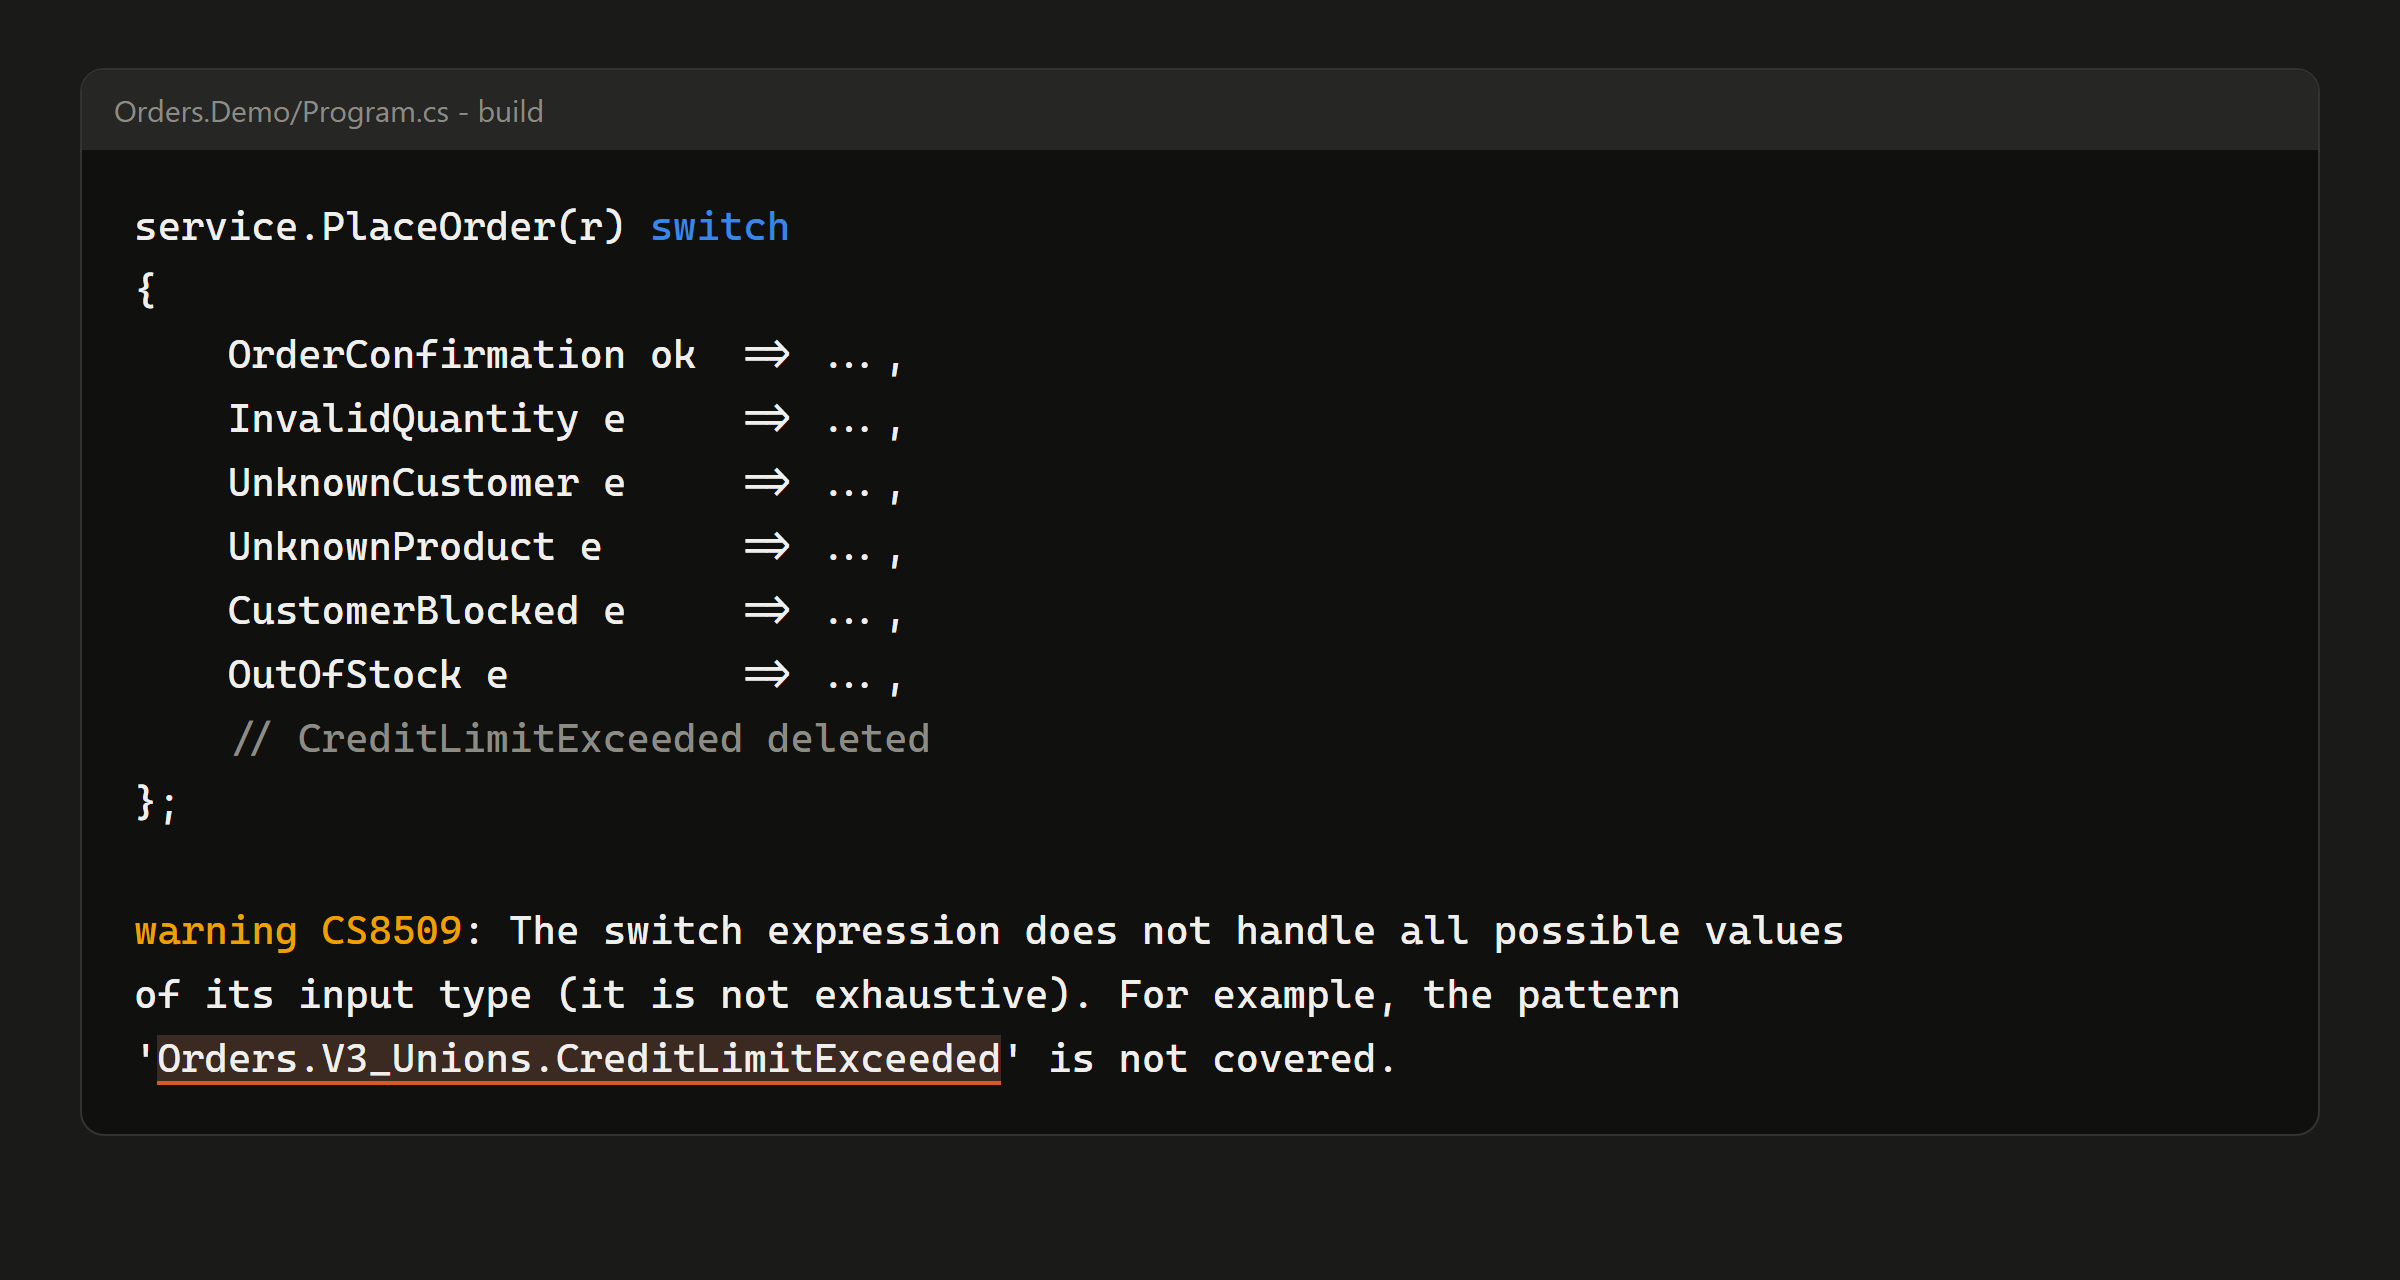 Orders.Demo/Program.cs - build
service.PlaceOrder(r) switch
{
    OrderConfirmation ok  => ...,
    InvalidQuantity e     => ...,
    UnknownCustomer e     => ...,
    UnknownProduct e      => ...,
    CustomerBlocked e     => ...,
    OutOfStock e          => ...,
    // CreditLimitExceeded deleted
};
warning CS8509: The switch expression does not handle all possible values
of its input type (it is not exhaustive). For example, the pattern
'Orders.V3_Unions.CreditLimitExceeded' is not covered.